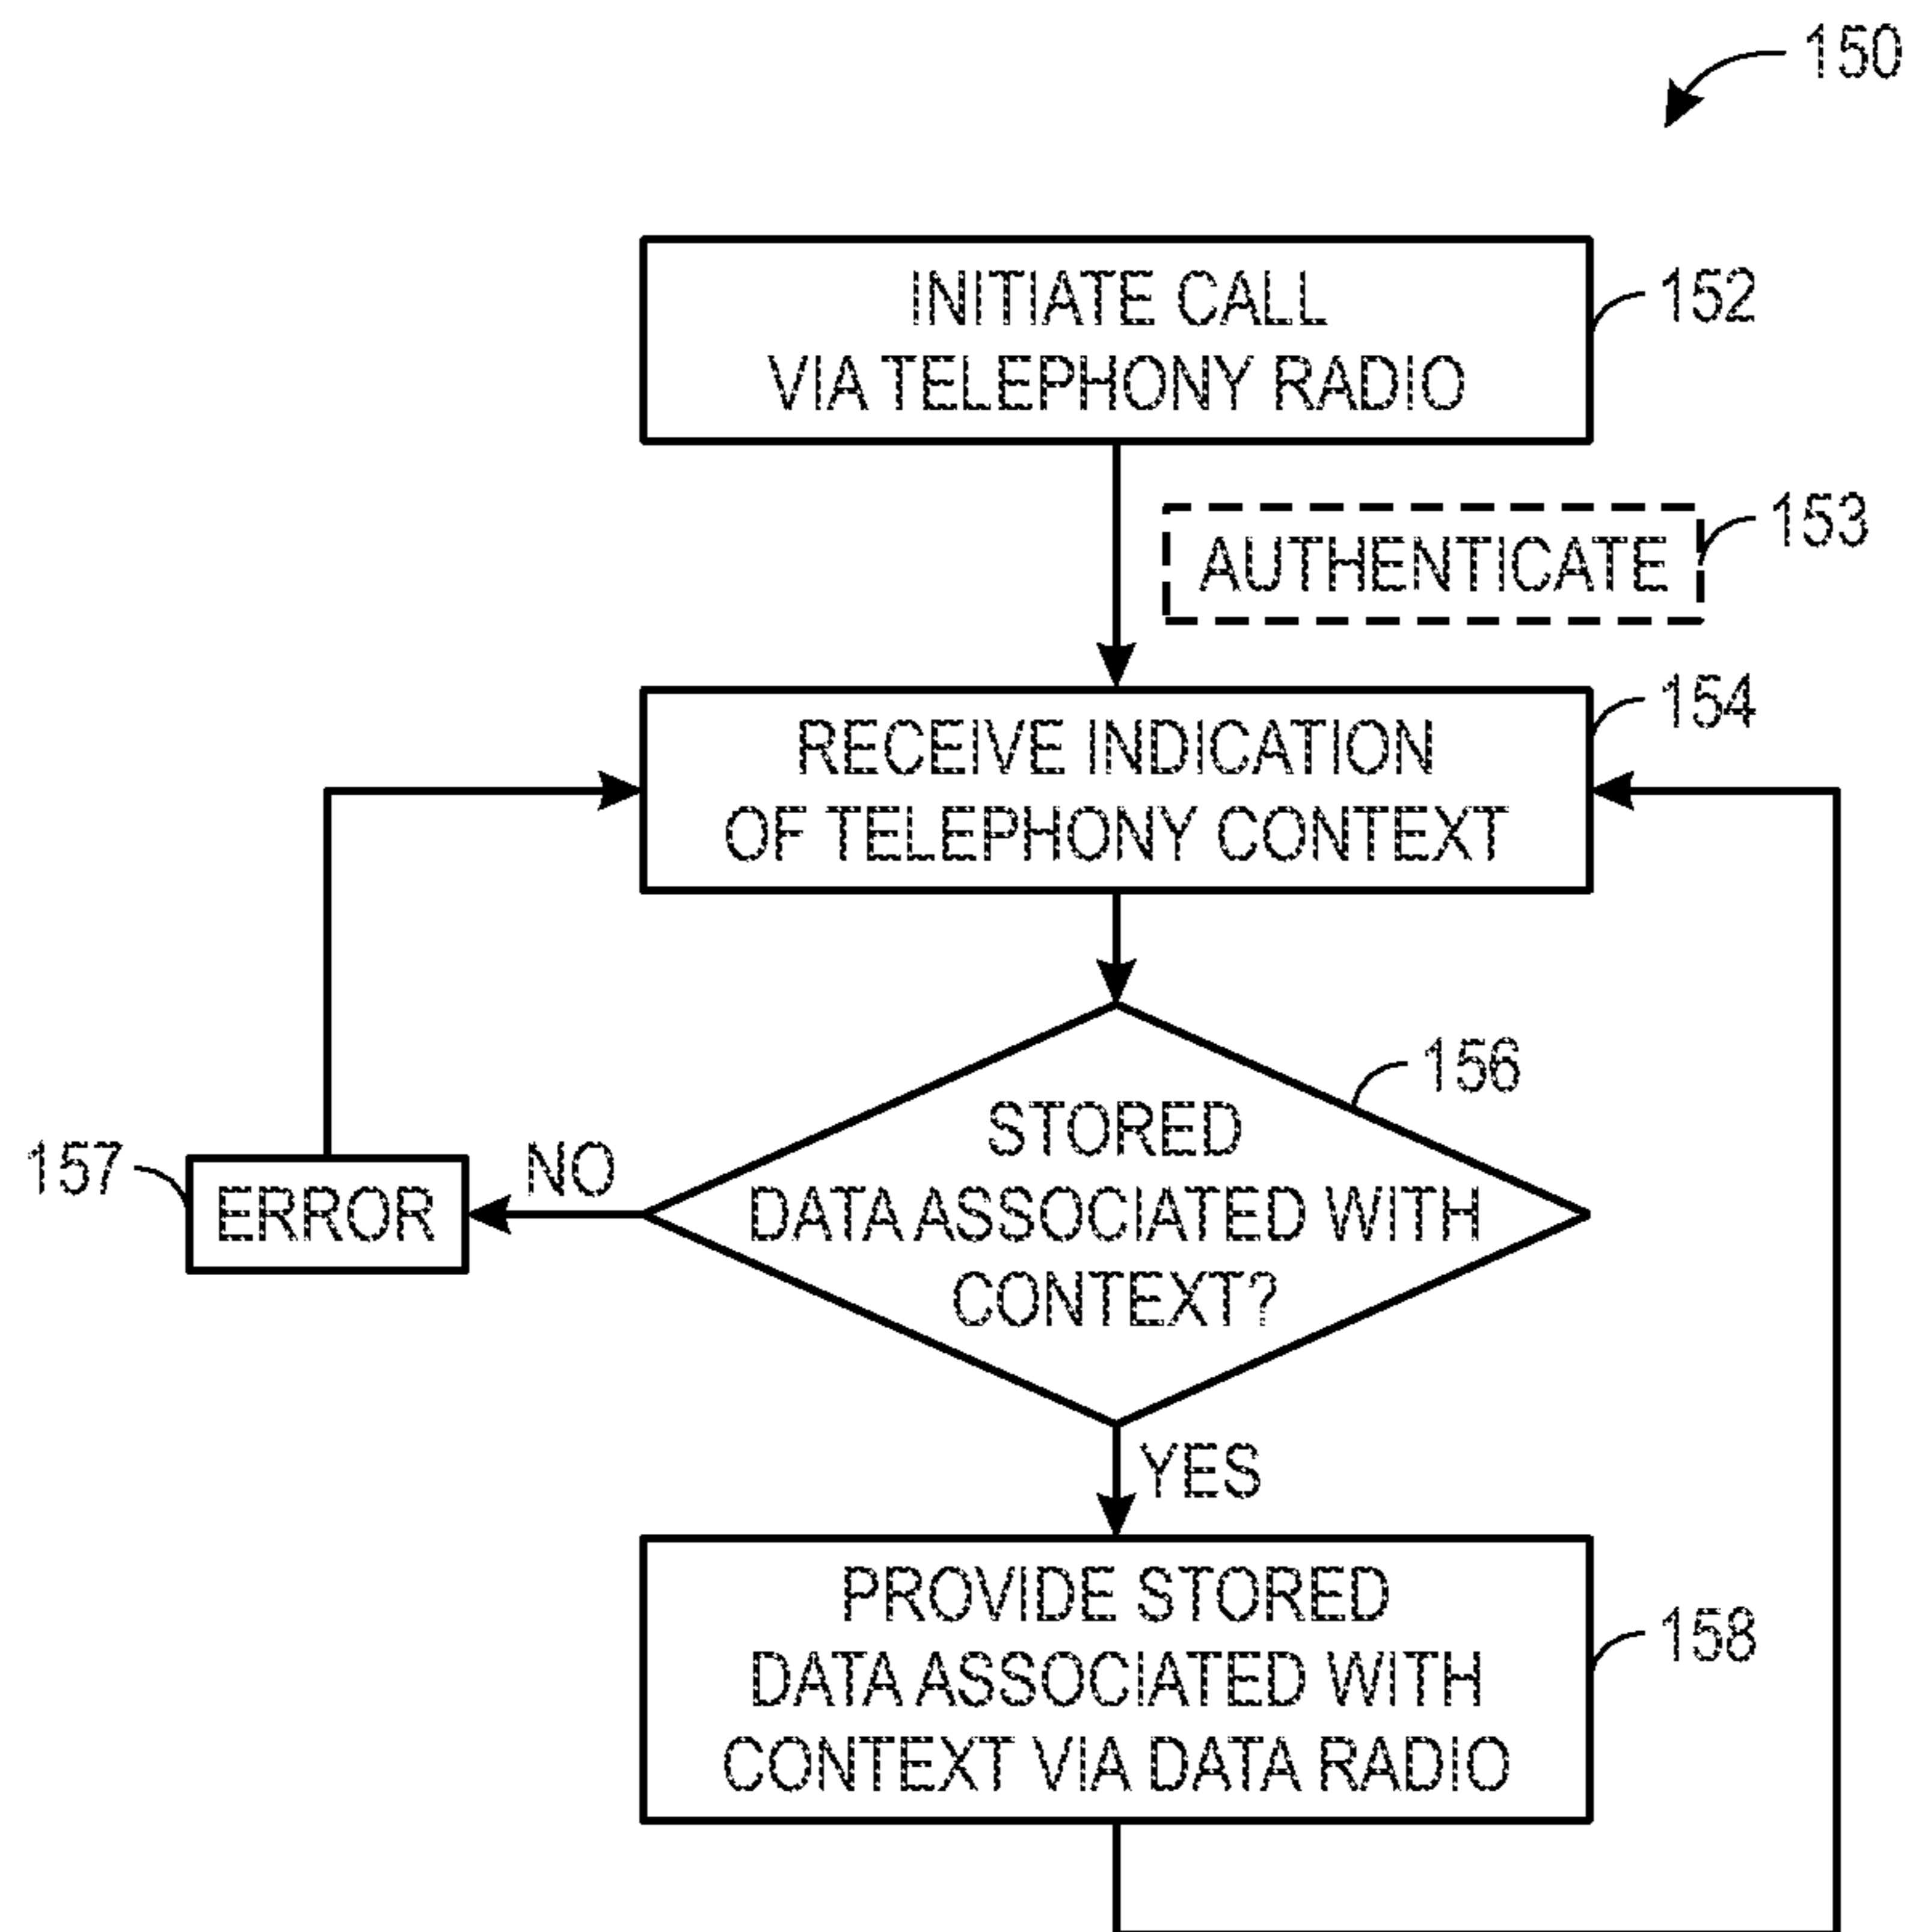 150
INITIATE CALL
VIA TELEPHONY RADIO
152
AUTHENTICATE
153
RECEIVE INDICATION
OF TELEPHONY CONTEXT
154
STORED
DATA ASSOCIATED WITH
CONTEXT?
156
NO
ERROR
157
YES
PROVIDE STORED
DATA ASSOCIATED WITH
CONTEXT VIA DATA RADIO
158